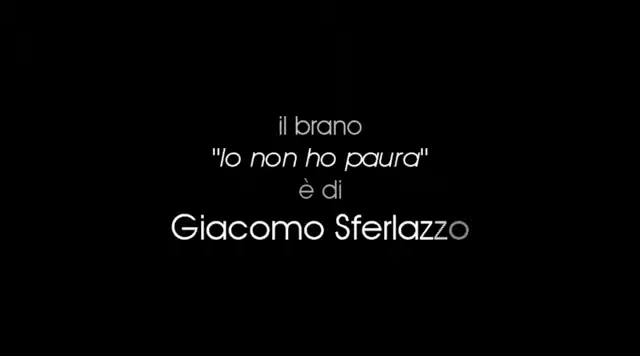 il brano
"Io non ho paura"
è di
Giacomo Sferlazzo